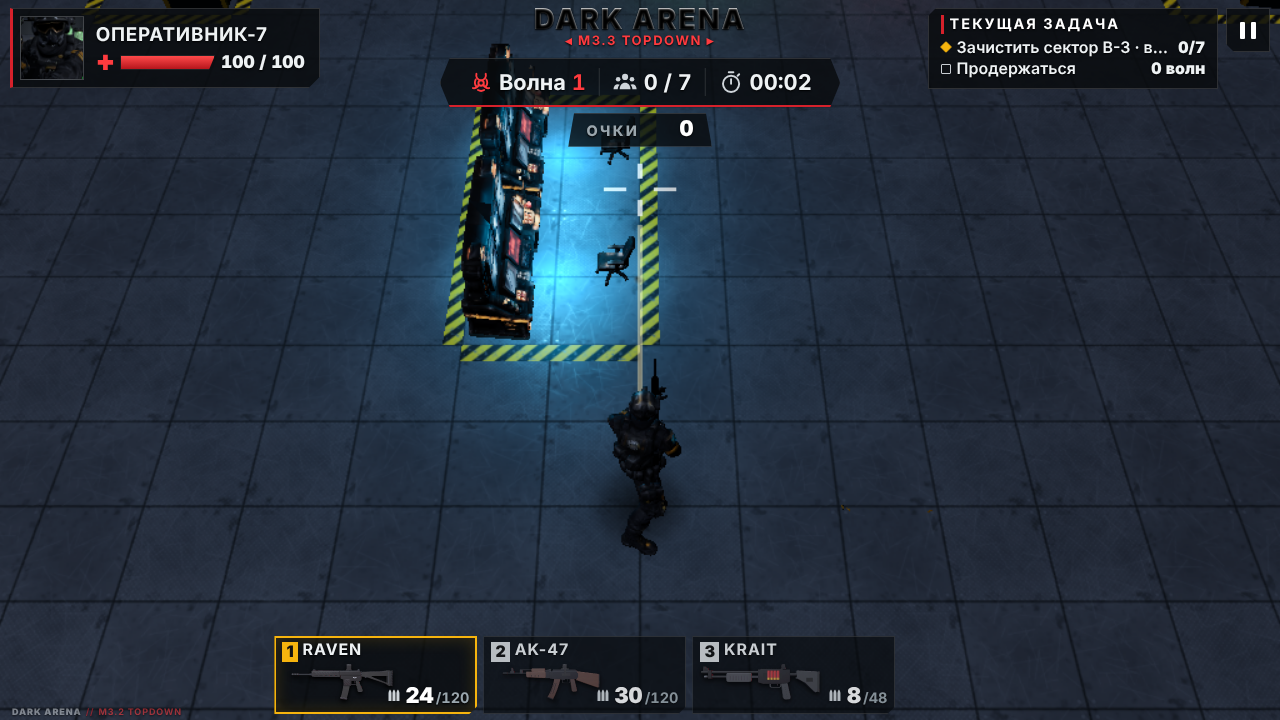 ОПЕРАТИВНИК-7
100 / 100
DARK ARENA
◂ M3.3 TOPDOWN ▸
Волна 1
0 / 7
00:02
ОЧКИ 0
ТЕКУЩАЯ ЗАДАЧА
Зачистить сектор B-3 · в... 0/7
Продержаться 0 волн
1 RAVEN
24/120
2 AK-47
30/120
3 KRAIT
8/48
DARK ARENA // M3.2 TOPDOWN